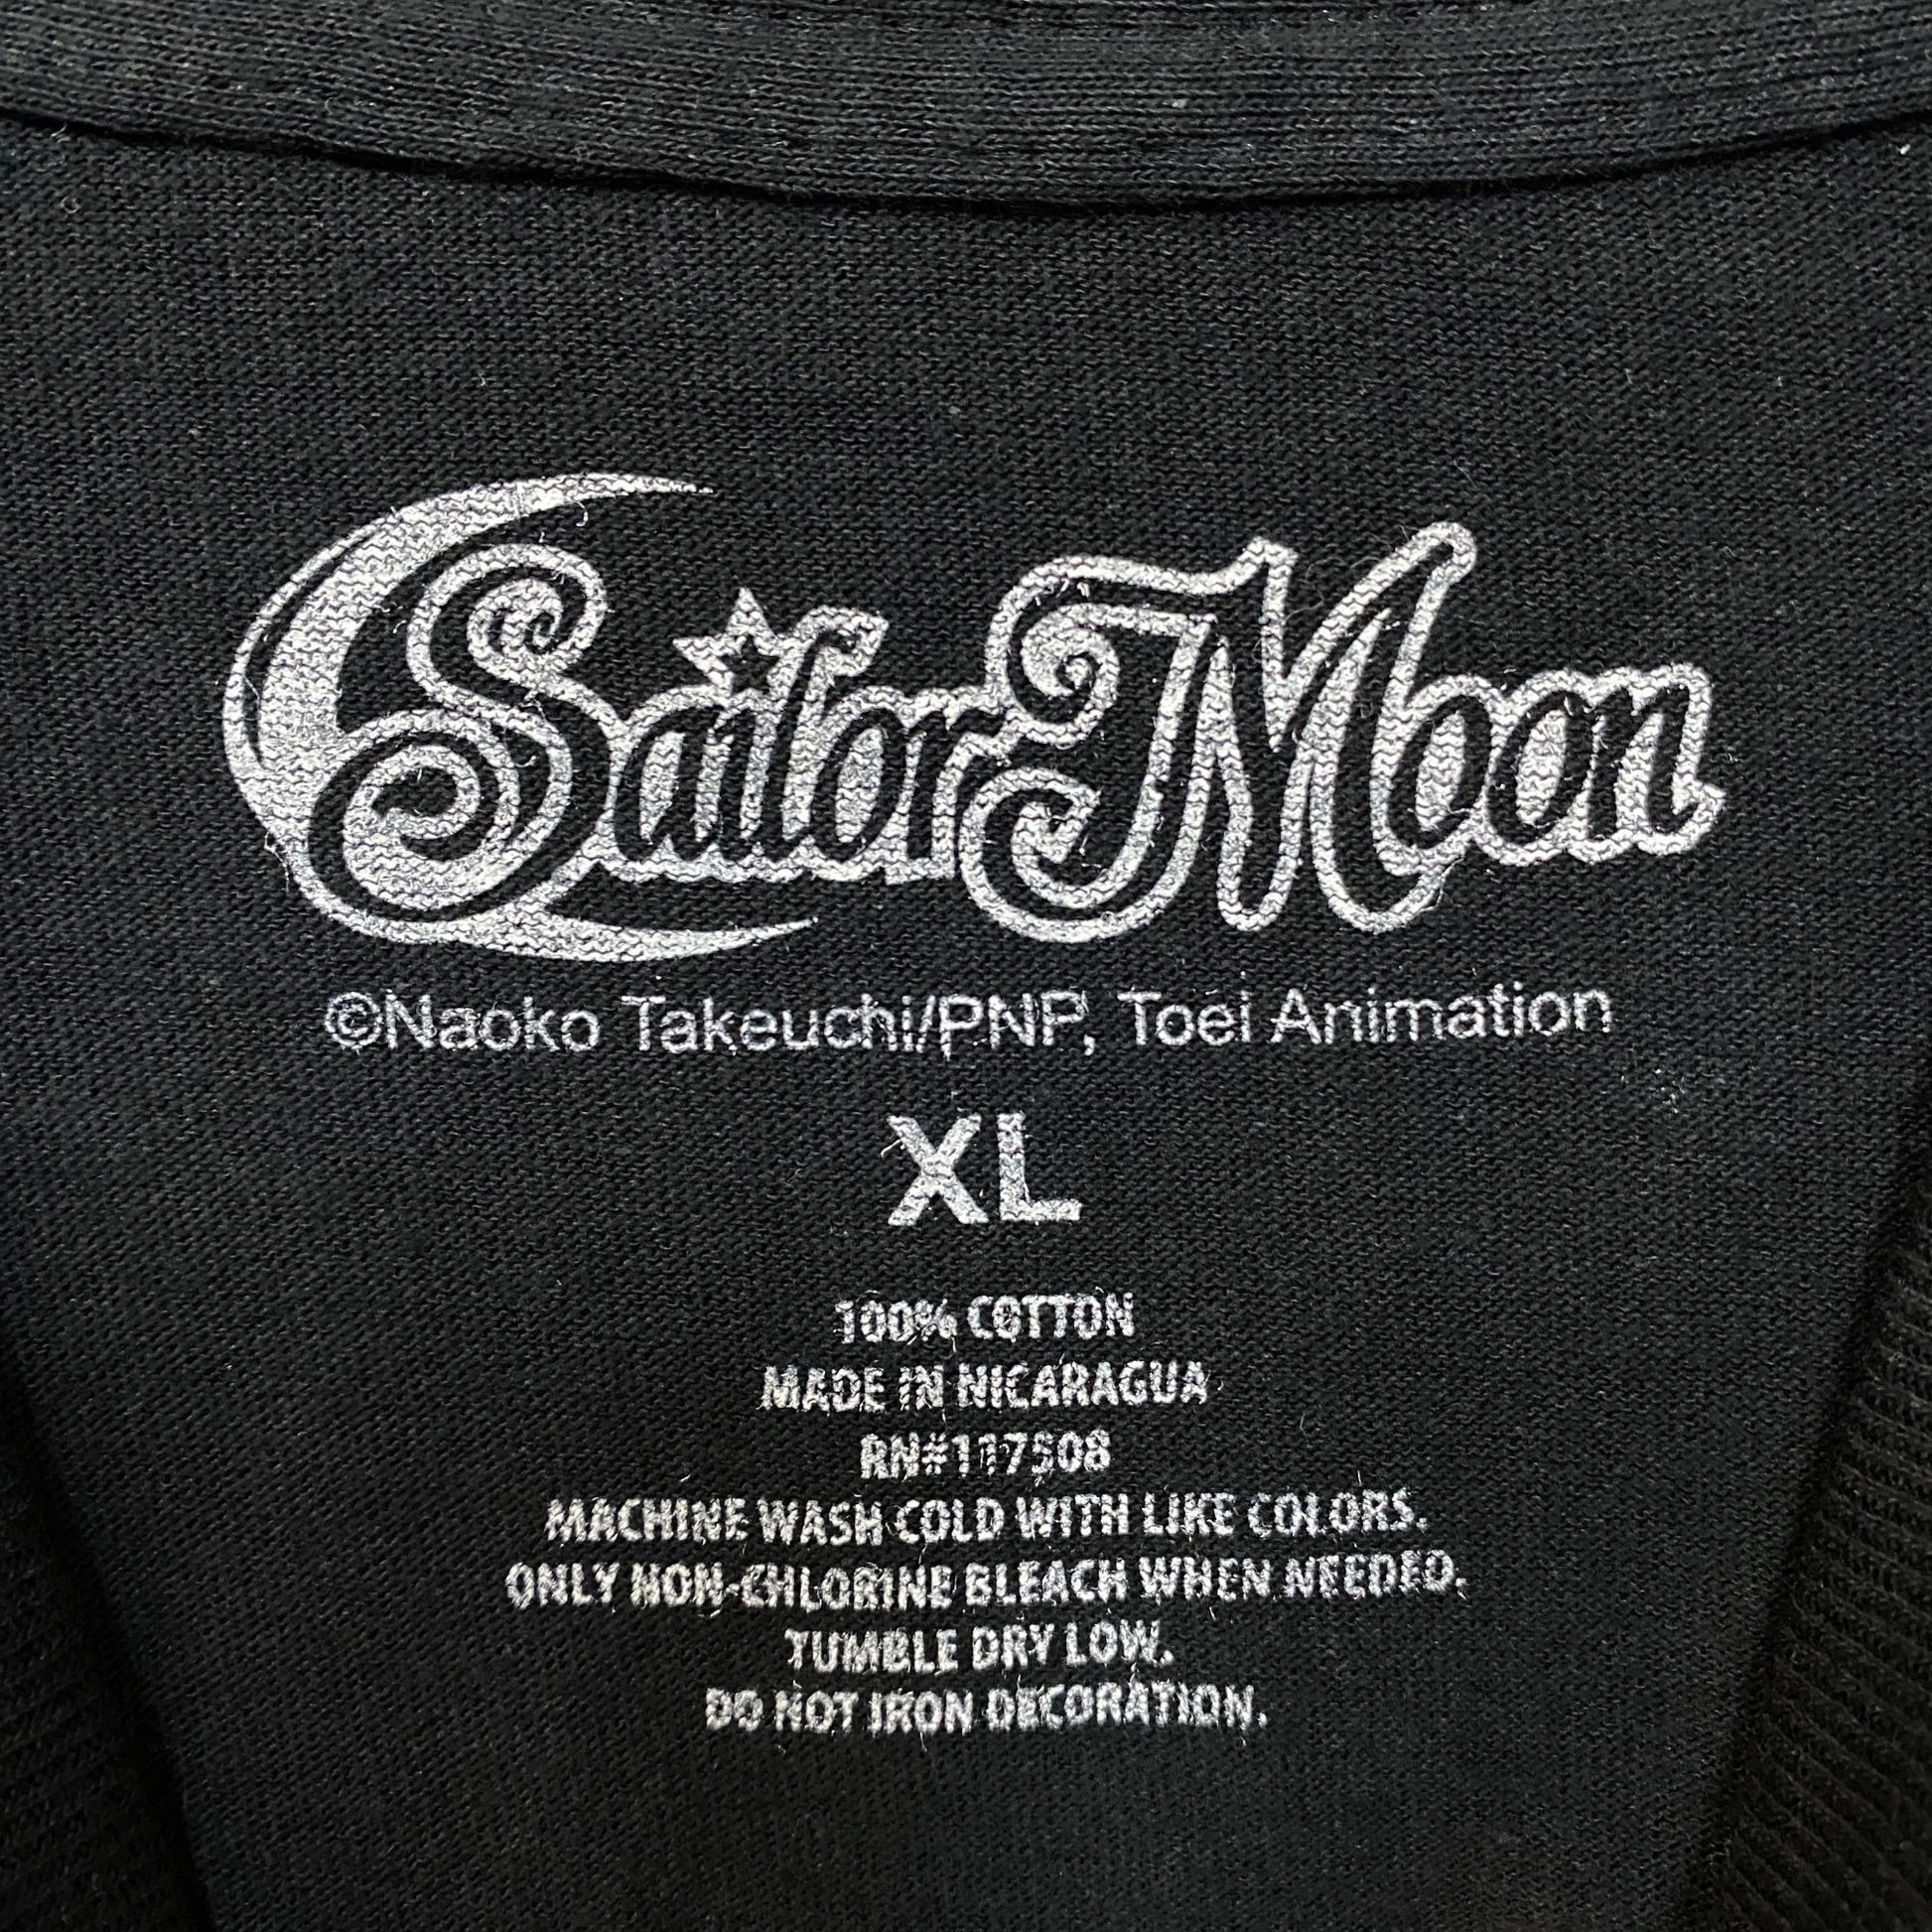 Sailor Moon
©Naoko Takeuchi/PNP, Toei Animation
XL
100% COTTON
MADE IN NICARAGUA
RN#117508
MACHINE WASH COLD WITH LIKE COLORS.
ONLY NON-CHLORINE BLEACH WHEN NEEDED.
TUMBLE DRY LOW.
DO NOT IRON DECORATION.